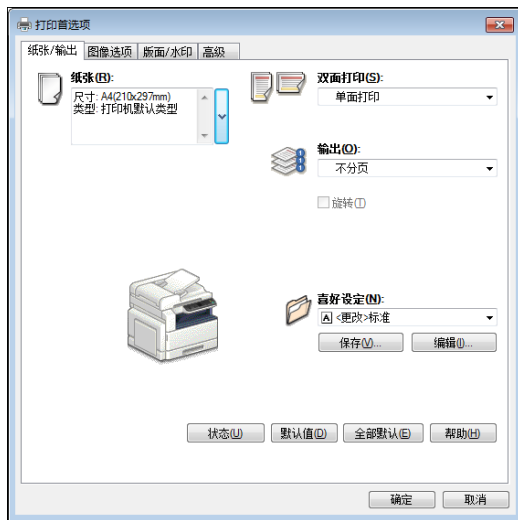 打印首选项
纸张/输出 图像选项 版面/水印 高级
纸张(R):
尺寸: A4(210x297mm)
类型: 打印机默认类型
双面打印(S):
单面打印
输出(O):
不分页
旋转(T)
喜好设定(N):
A <更改>标准
保存(V)... 编辑(I)...
状态(U) 默认值(D) 全部默认(E) 帮助(H)
确定 取消